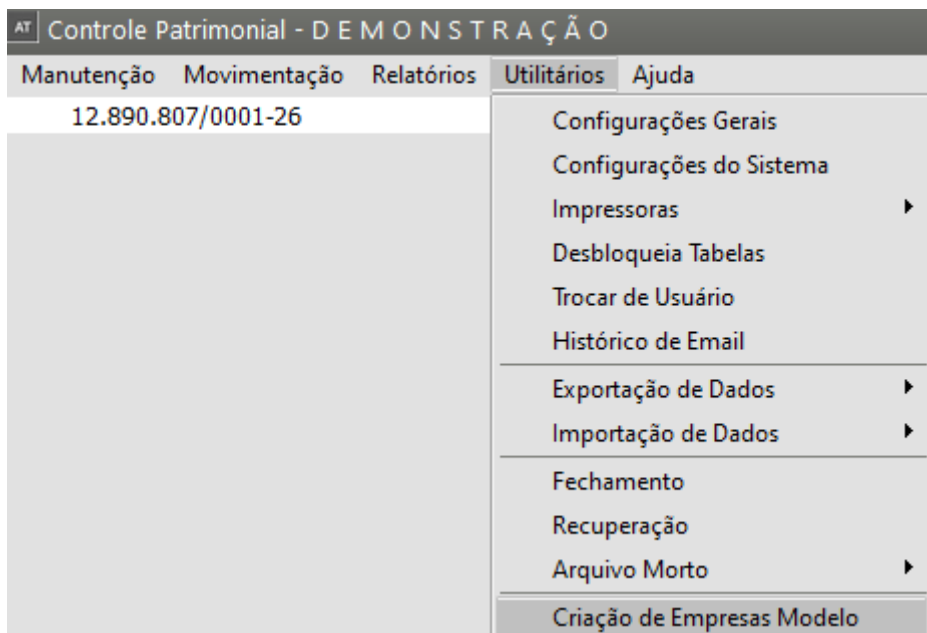 AT Controle Patrimonial - D E M O N S T R A Ç Ã O
Manutenção Movimentação Relatórios Utilitários Ajuda
12.890.807/0001-26
Configurações Gerais
Configurações do Sistema
Impressoras
Desbloqueia Tabelas
Trocar de Usuário
Histórico de Email
Exportação de Dados
Importação de Dados
Fechamento
Recuperação
Arquivo Morto
Criação de Empresas Modelo